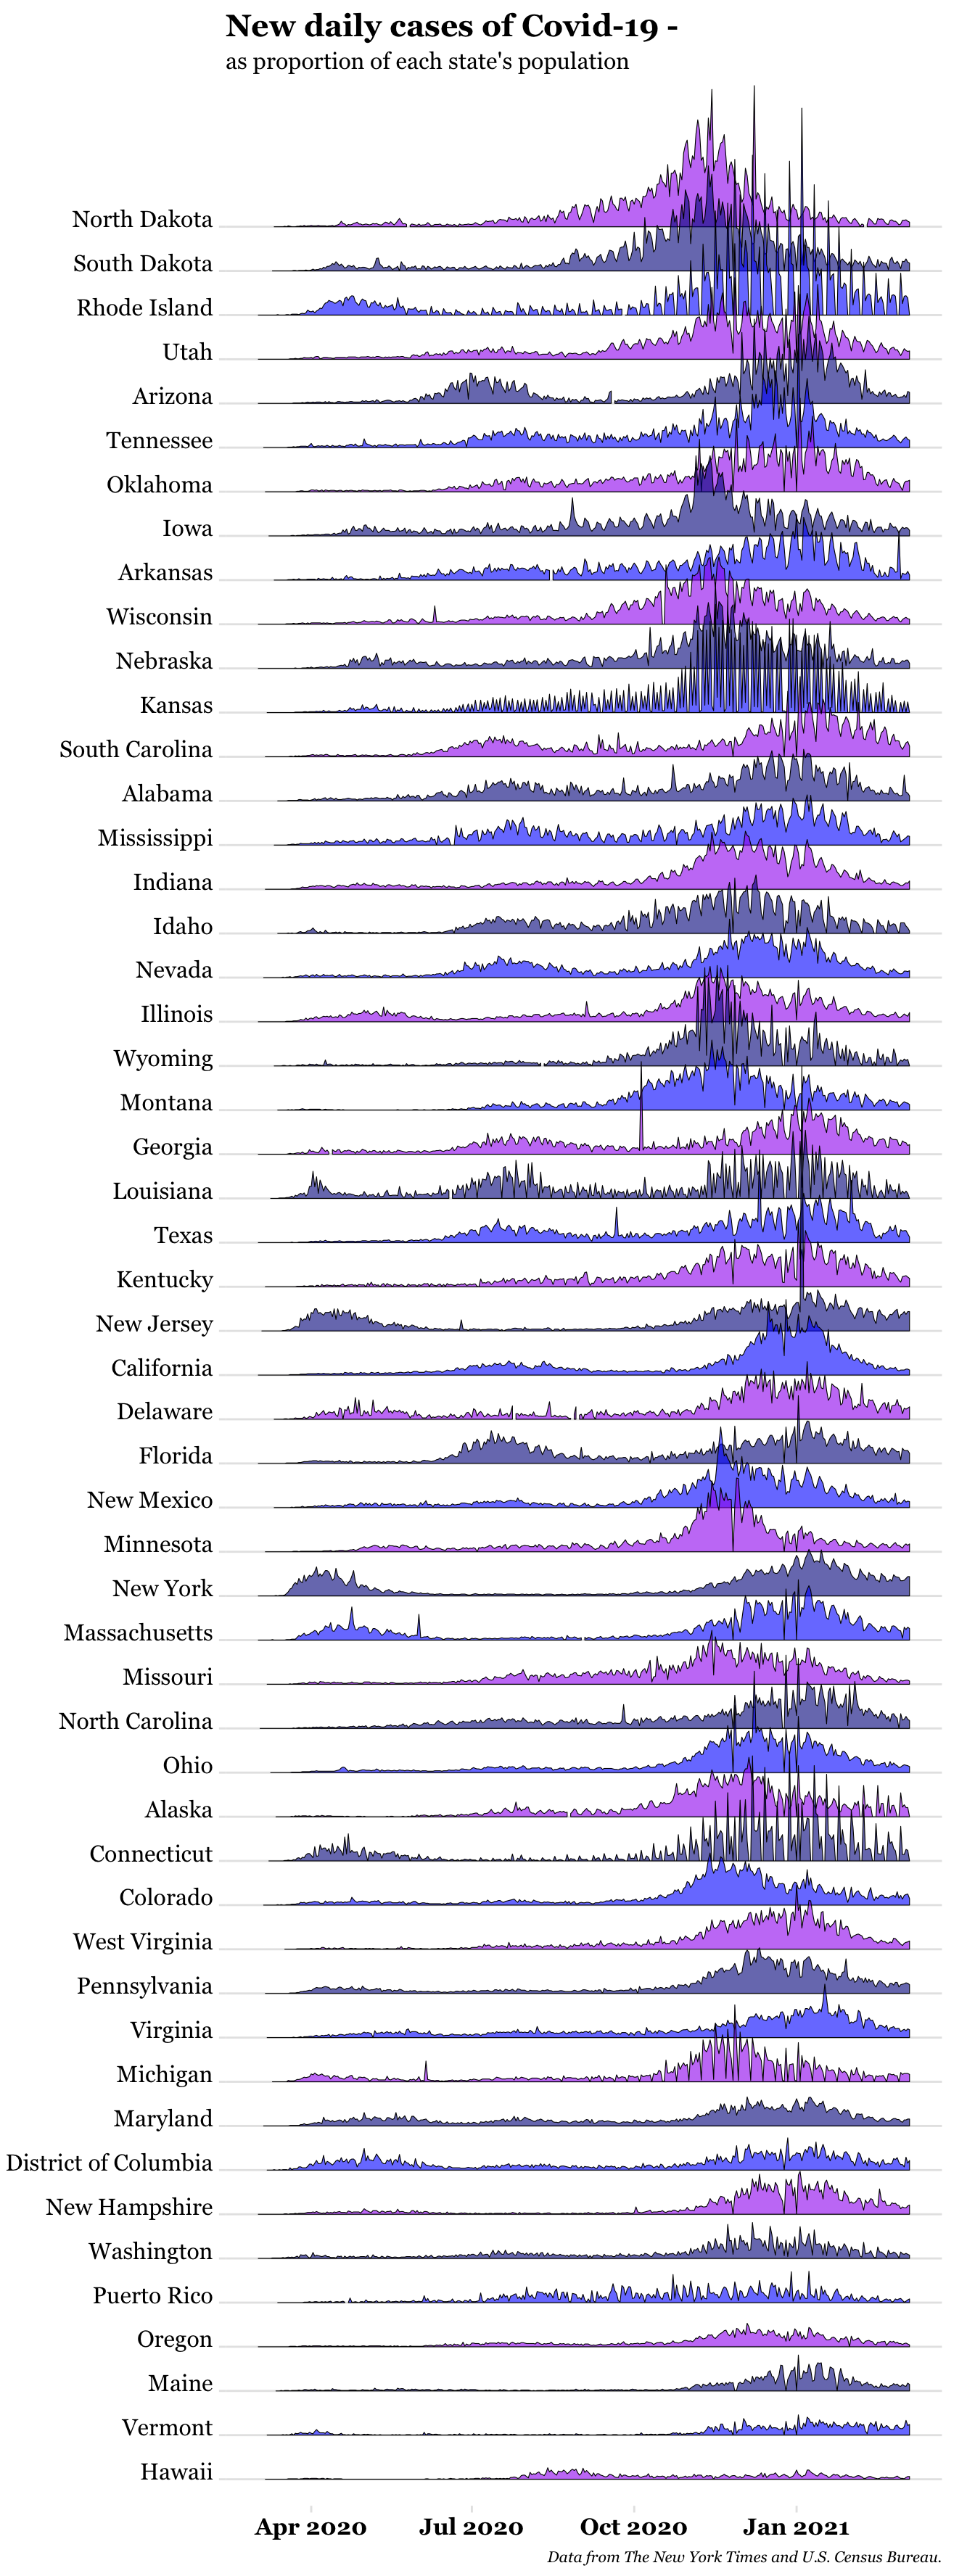 New daily cases of Covid-19 -
as proportion of each state's population
North Dakota
South Dakota
Rhode Island
Utah
Arizona
Tennessee
Oklahoma
Iowa
Arkansas
Wisconsin
Nebraska
Kansas
South Carolina
Alabama
Mississippi
Indiana
Idaho
Nevada
Illinois
Wyoming
Montana
Georgia
Louisiana
Texas
Kentucky
New Jersey
California
Delaware
Florida
New Mexico
Minnesota
New York
Massachusetts
Missouri
North Carolina
Ohio
Alaska
Connecticut
Colorado
West Virginia
Pennsylvania
Virginia
Michigan
Maryland
District of Columbia
New Hampshire
Washington
Puerto Rico
Oregon
Maine
Vermont
Hawaii
Apr 2020 Jul 2020 Oct 2020 Jan 2021
Data from The New York Times and U.S. Census Bureau.